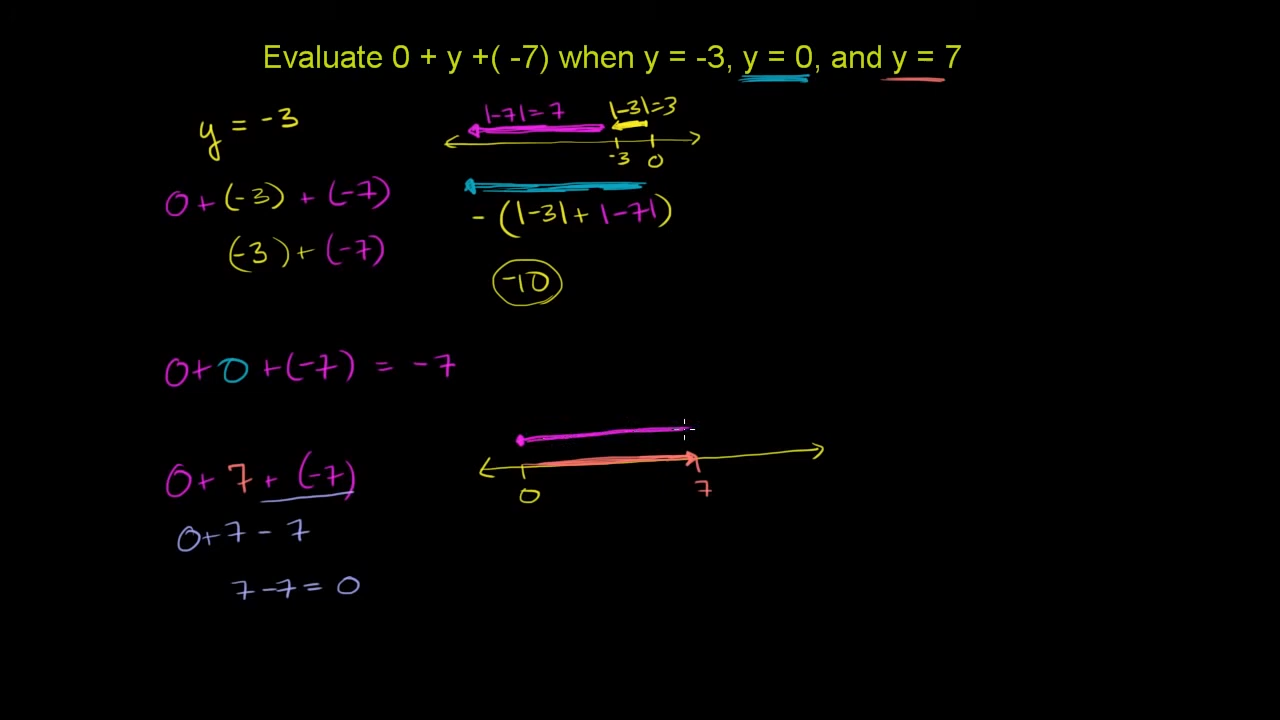 Evaluate 0 + y +( -7) when y = -3, y = 0, and y = 7
y = -3
|-7| = 7
|-3| = 3
-3 0
0 + (-3) + (-7)
- (|-3| + |-7|)
(-3) + (-7)
-10
0 + 0 + (-7) = -7
0 + 7 + (-7)
0 7
0 + 7 - 7
7 - 7 = 0